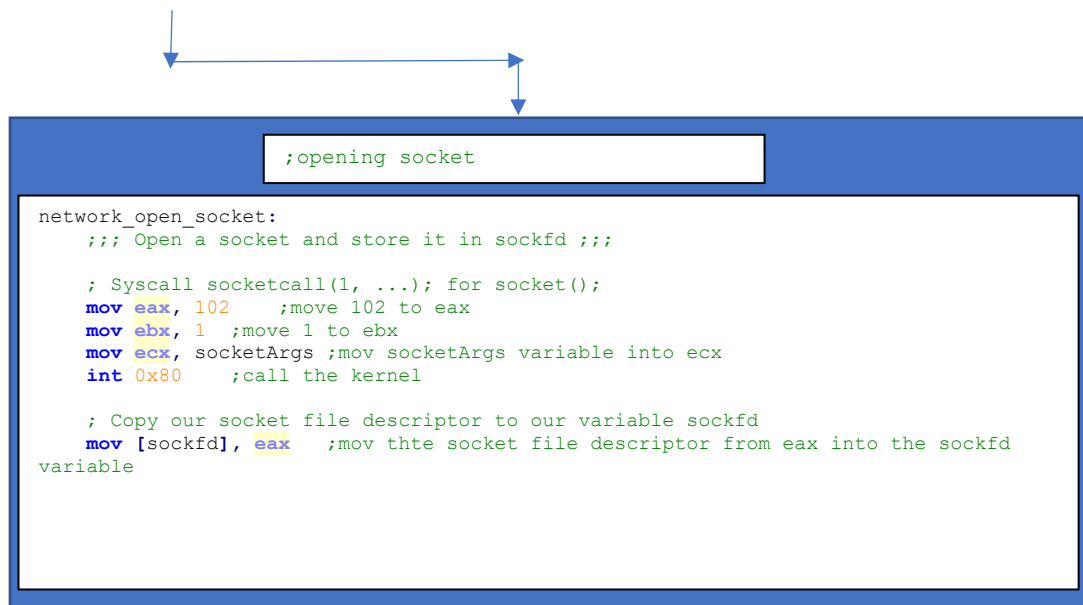 ;opening socket
network_open_socket:
;;; Open a socket and store it in sockfd ;;;
; Syscall socketcall(1, ...); for socket();
mov eax, 102 ;move 102 to eax
mov ebx, 1 ;move 1 to ebx
mov ecx, socketArgs ;mov socketArgs variable into ecx
int 0x80 ;call the kernel
; Copy our socket file descriptor to our variable sockfd
mov [sockfd], eax ;mov thte socket file descriptor from eax into the sockfd
variable